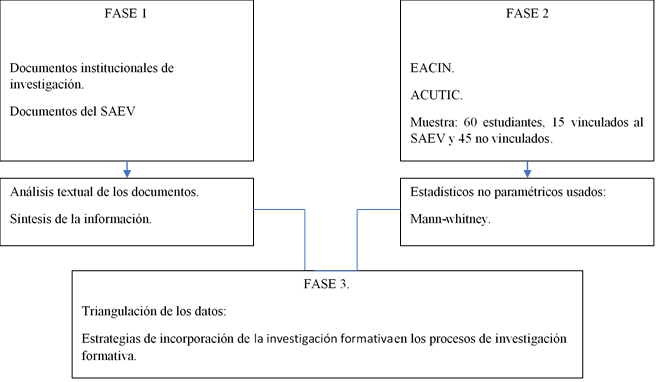 FASE 1
Documentos institucionales de
investigación.
Documentos del SAEV
FASE 2
EACIN.
ACUTIC.
Muestra: 60 estudiantes, 15 vinculados al
SAEV y 45 no vinculados.
Análisis textual de los documentos.
Síntesis de la información.
Estadísticos no paramétricos usados:
Mann-whitney.
FASE 3.
Triangulación de los datos:
Estrategias de incorporación de la investigación formativa en los procesos de investigación
formativa.